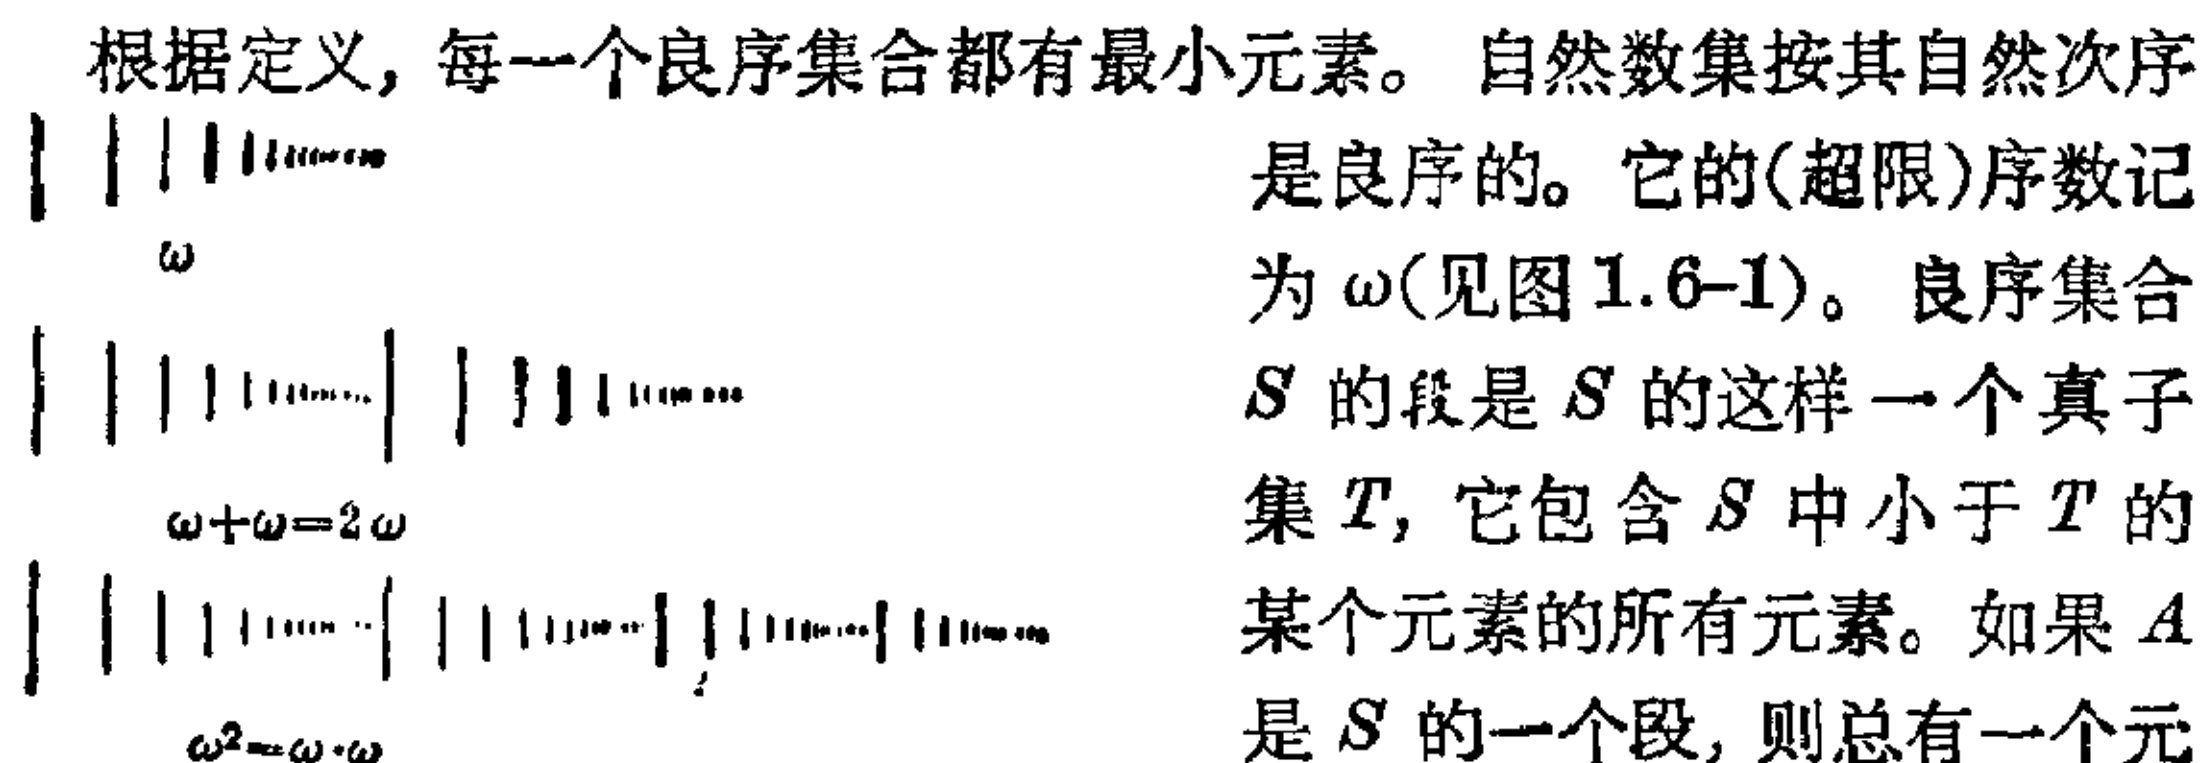 根据定义，每一个良序集合都有最小元素。 自然数集按其自然次序
是良序的。它的(超限)序数记
为 ω(见图 1.6–1)。良序集合
S 的段是 S 的这样一个真子
集 T，它包含 S 中小于 T 的
某个元素的所有元素。如果 A
是 S 的一个段，则总有一个元
ω
ω+ω=2ω
ω²=ω·ω